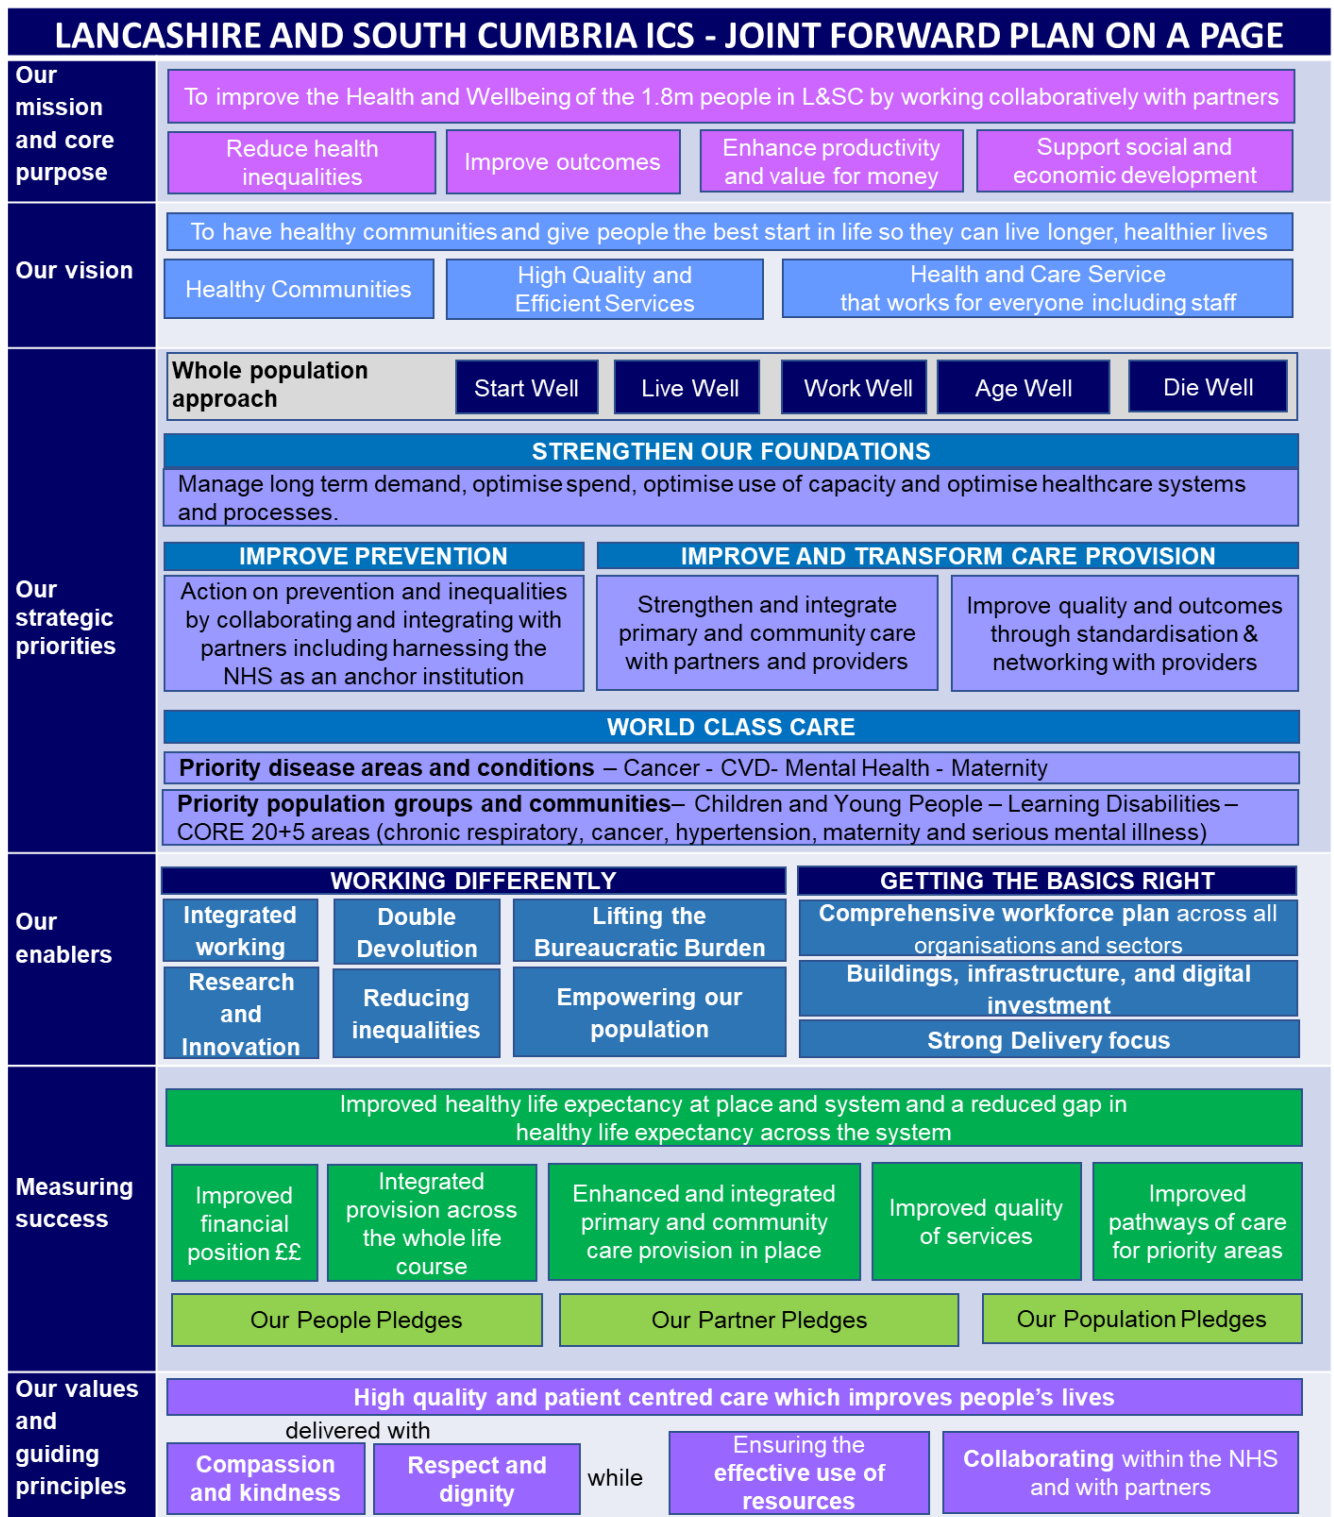 LANCASHIRE AND SOUTH CUMBRIA ICS - JOINT FORWARD PLAN ON A PAGE
Our
mission
and core
purpose
To improve the Health and Wellbeing of the 1.8m people in L&SC by working collaboratively with partners
Reduce health
inequalities
Improve outcomes
Enhance productivity
and value for money
Support social and
economic development
Our vision
To have healthy communities and give people the best start in life so they can live longer, healthier lives
Healthy Communities
High Quality and
Efficient Services
Health and Care Service
that works for everyone including staff
Our
strategic
priorities
Whole population
approach
Start Well
Live Well
Work Well
Age Well
Die Well
STRENGTHEN OUR FOUNDATIONS
Manage long term demand, optimise spend, optimise use of capacity and optimise healthcare systems
and processes.
IMPROVE PREVENTION
Action on prevention and inequalities
by collaborating and integrating with
partners including harnessing the
NHS as an anchor institution
IMPROVE AND TRANSFORM CARE PROVISION
Strengthen and integrate
primary and community care
with partners and providers
Improve quality and outcomes
through standardisation &
networking with providers
WORLD CLASS CARE
Priority disease areas and conditions – Cancer - CVD- Mental Health - Maternity
Priority population groups and communities– Children and Young People – Learning Disabilities –
CORE 20+5 areas (chronic respiratory, cancer, hypertension, maternity and serious mental illness)
Our
enablers
WORKING DIFFERENTLY
Integrated
working
Double
Devolution
Lifting the
Bureaucratic Burden
Research
and
Innovation
Reducing
inequalities
Empowering our
population
GETTING THE BASICS RIGHT
Comprehensive workforce plan across all
organisations and sectors
Buildings, infrastructure, and digital
investment
Strong Delivery focus
Measuring
success
Improved healthy life expectancy at place and system and a reduced gap in
healthy life expectancy across the system
Improved
financial
position ££
Integrated
provision across
the whole life
course
Enhanced and integrated
primary and community
care provision in place
Improved quality
of services
Improved
pathways of care
for priority areas
Our People Pledges
Our Partner Pledges
Our Population Pledges
Our values
and
guiding
principles
High quality and patient centred care which improves people’s lives
delivered with
Compassion
and kindness
Respect and
dignity
while
Ensuring the
effective use of
resources
Collaborating within the NHS
and with partners